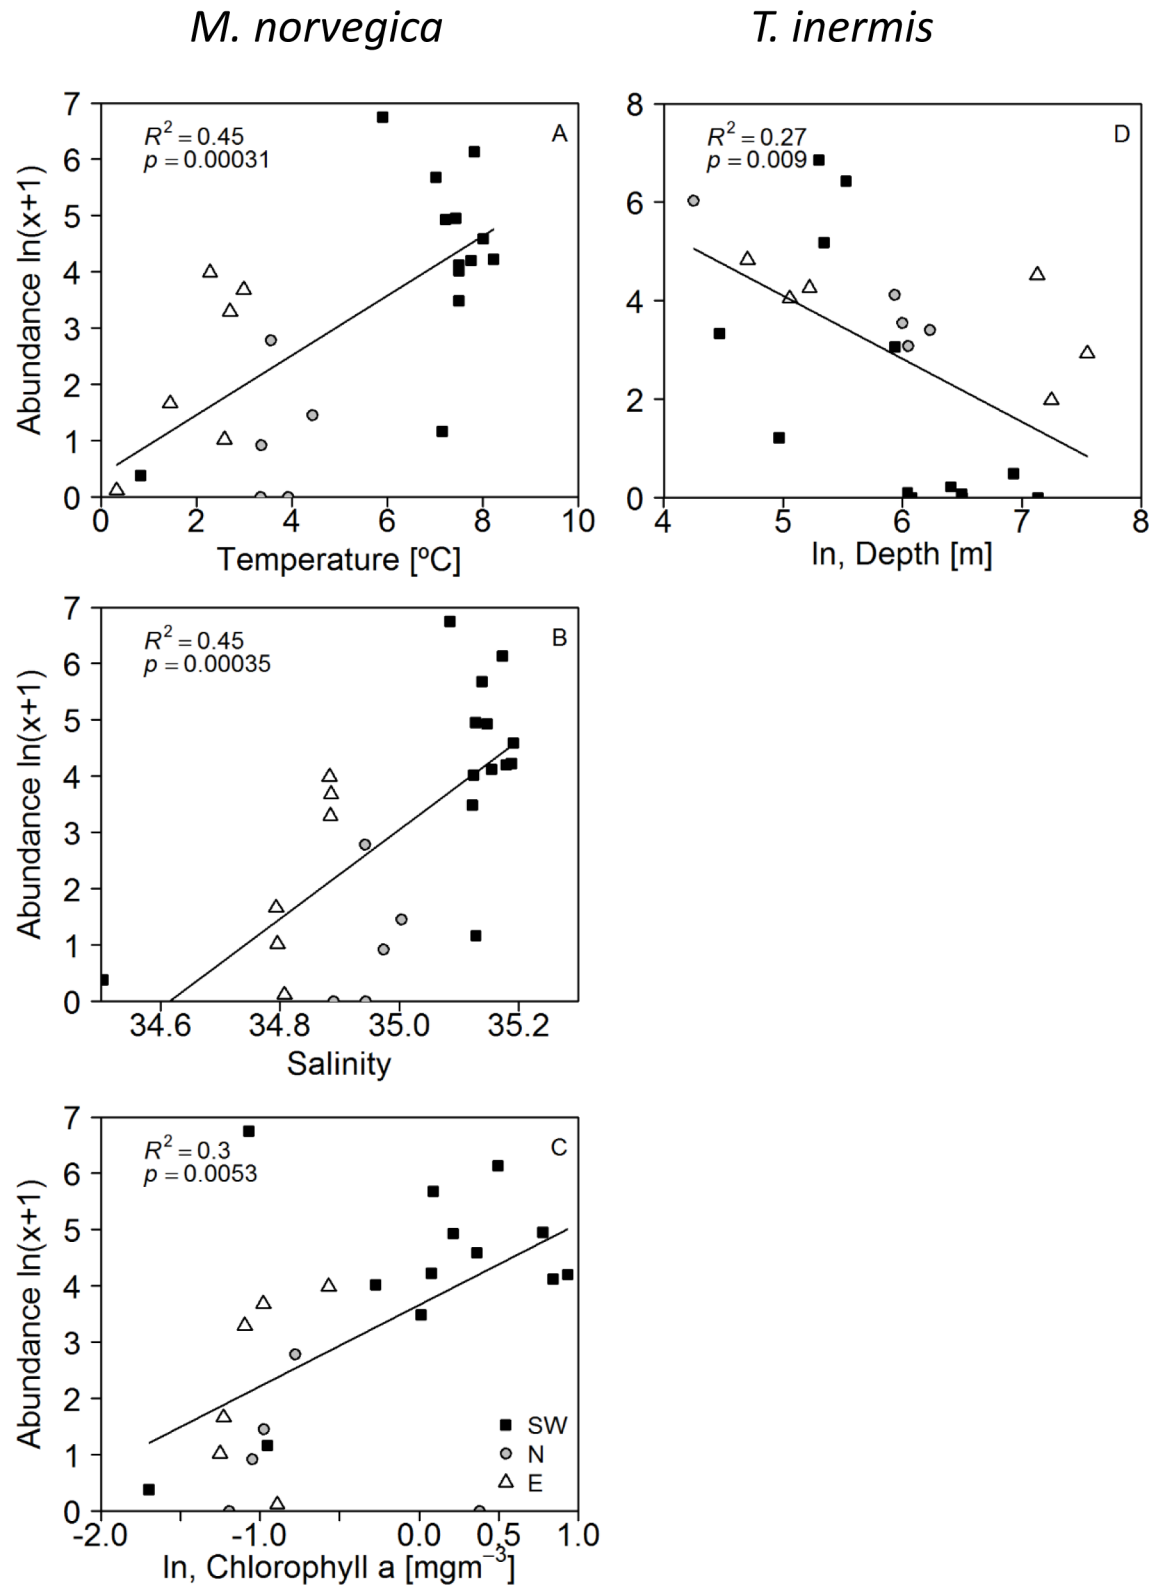 M. norvegica
T. inermis
7
6
5
4
3
2
1
0
Abundance ln(x+1)
R² = 0.45
p = 0.00031
A
0 2 4 6 8 10
Temperature [ºC]
8
6
4
2
0
R² = 0.27
p = 0.009
D
4 5 6 7 8
ln, Depth [m]
7
6
5
4
3
2
1
0
Abundance ln(x+1)
R² = 0.45
p = 0.00035
B
34.6 34.8 35.0 35.2
Salinity
7
6
5
4
3
2
1
0
Abundance ln(x+1)
R² = 0.3
p = 0.0053
C
SW
N
E
-2.0 -1.0 0.0 0,5 1.0
ln, Chlorophyll a [mgm⁻³]